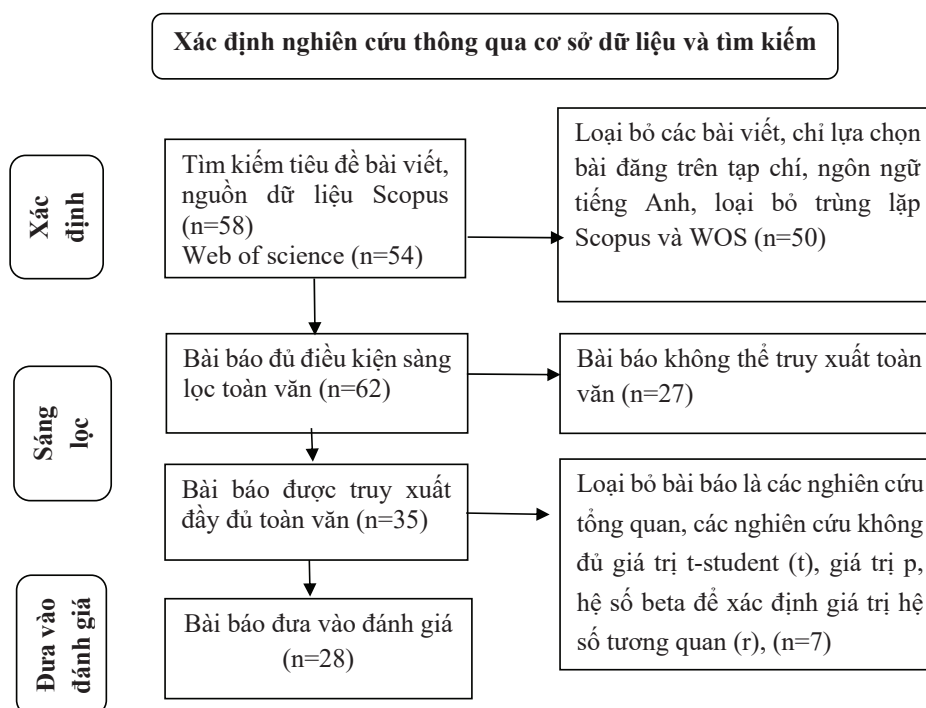 Xác định nghiên cứu thông qua cơ sở dữ liệu và tìm kiếm
Xác
định
Tìm kiếm tiêu đề bài viết,
nguồn dữ liệu Scopus
(n=58)
Web of science (n=54)
Loại bỏ các bài viết, chỉ lựa chọn
bài đăng trên tạp chí, ngôn ngữ
tiếng Anh, loại bỏ trùng lặp
Scopus và WOS (n=50)
Sáng
lọc
Bài báo đủ điều kiện sàng
lọc toàn văn (n=62)
Bài báo không thể truy xuất toàn
văn (n=27)
Bài báo được truy xuất
đầy đủ toàn văn (n=35)
Loại bỏ bài báo là các nghiên cứu
tổng quan, các nghiên cứu không
đủ giá trị t-student (t), giá trị p,
hệ số beta để xác định giá trị hệ
số tương quan (r), (n=7)
Đưa vào
đánh giá
Bài báo đưa vào đánh giá
(n=28)